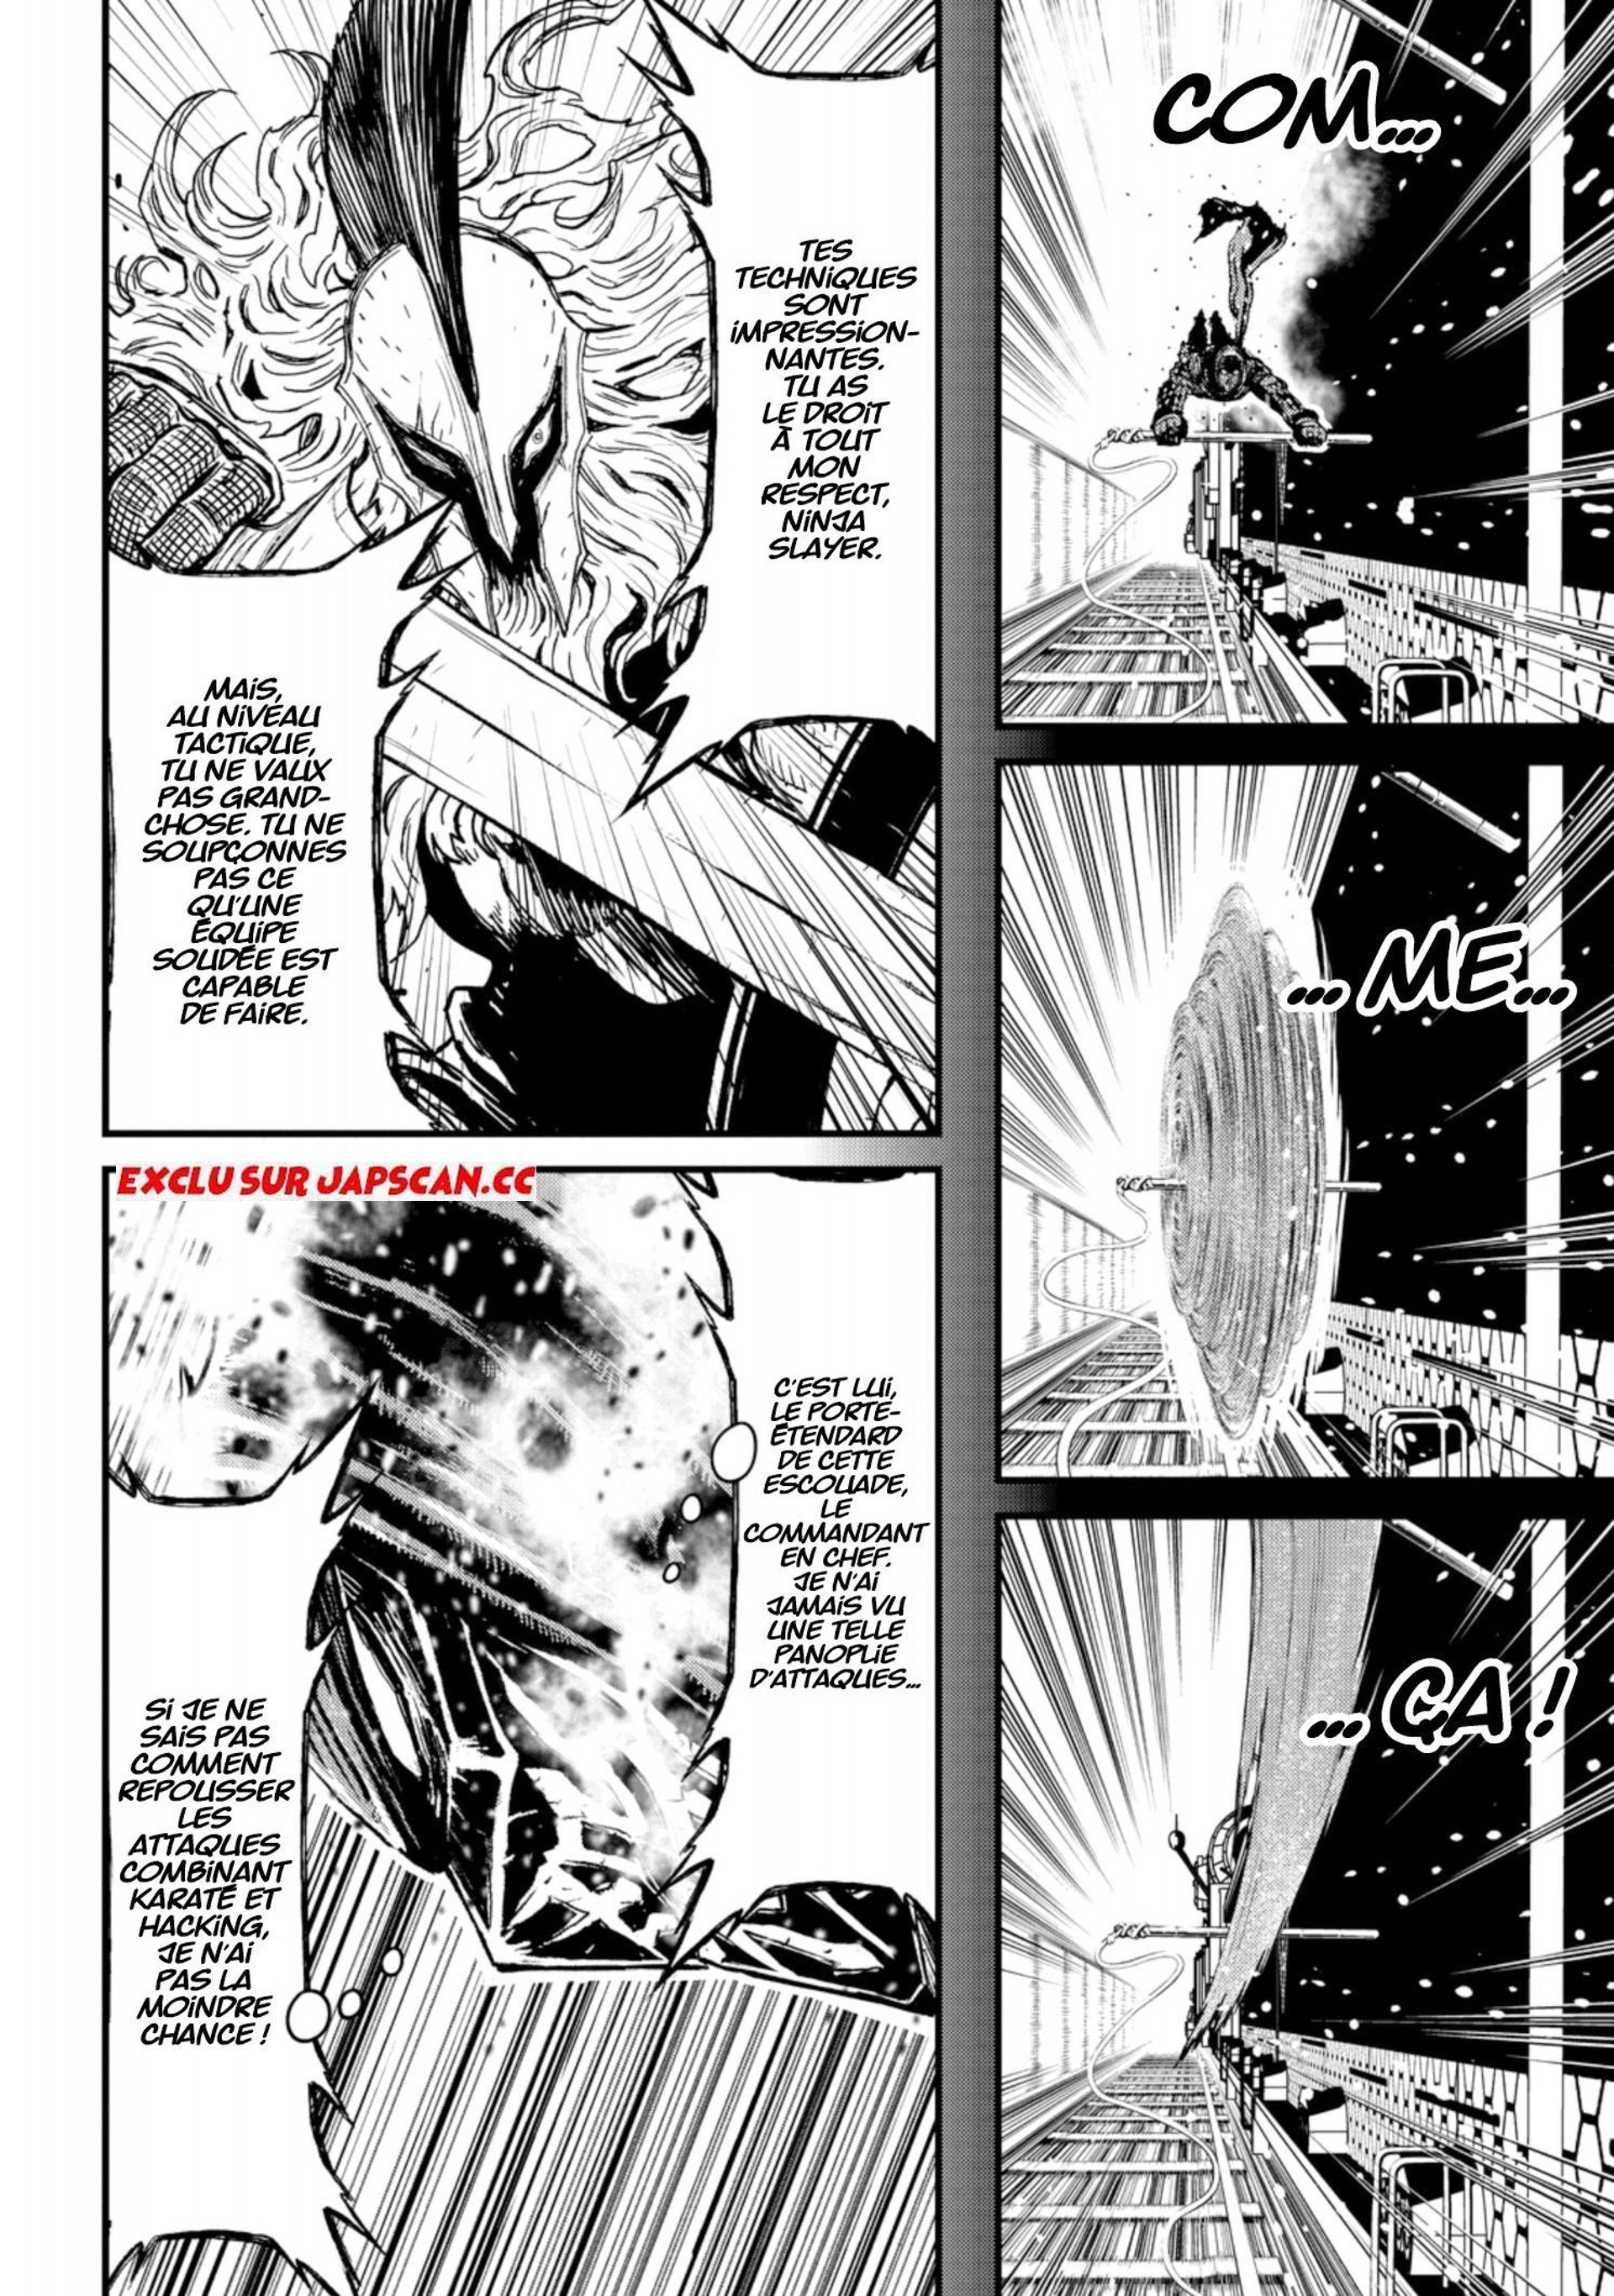 COM...
... ME...
... ÇA !
TES
TECHNIQUES
SONT
IMPRESSION-
NANTES.
TU AS
LE DROIT
À TOUT
MON
RESPECT,
NINJA
SLAYER.
MAIS,
AU NIVEAU
TACTIQUE,
TU NE VAUX
PAS GRAND-
CHOSE. TU NE
SOUPÇONNES
PAS CE
QU'UNE
ÉQUIPE
SOUDÉE EST
CAPABLE
DE FAIRE.
EXCLU SUR JAPSCAN.CC
C'EST LUI,
LE PORTE-
ÉTENDARD
DE CETTE
ESCOUADE,
LE
COMMANDANT
EN CHEF.
JE N'AI
JAMAIS VU
UNE TELLE
PANOPLIE
D'ATTAQUES...
SI JE NE
SAIS PAS
COMMENT
REPOUSSER
LES
ATTAQUES
COMBINANT
KARATÉ ET
HACKING,
JE N'AI
PAS LA
MOINDRE
CHANCE !